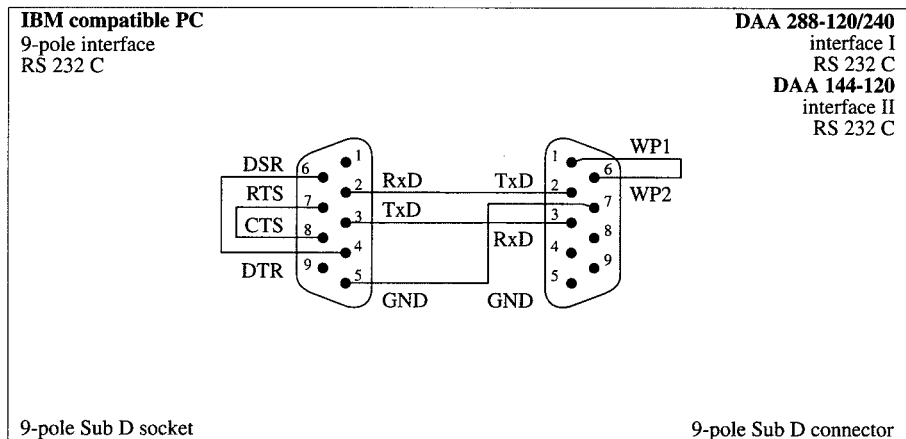 IBM compatible PC
9-pole interface
RS 232 C
DAA 288-120/240
interface I
RS 232 C
DAA 144-120
interface II
RS 232 C
DSR
RTS
CTS
DTR
6
7
8
9
1
2
3
4
5
RxD
TxD
GND
TxD
RxD
GND
1
2
3
4
5
6
7
8
9
WP1
WP2
9-pole Sub D socket
9-pole Sub D connector